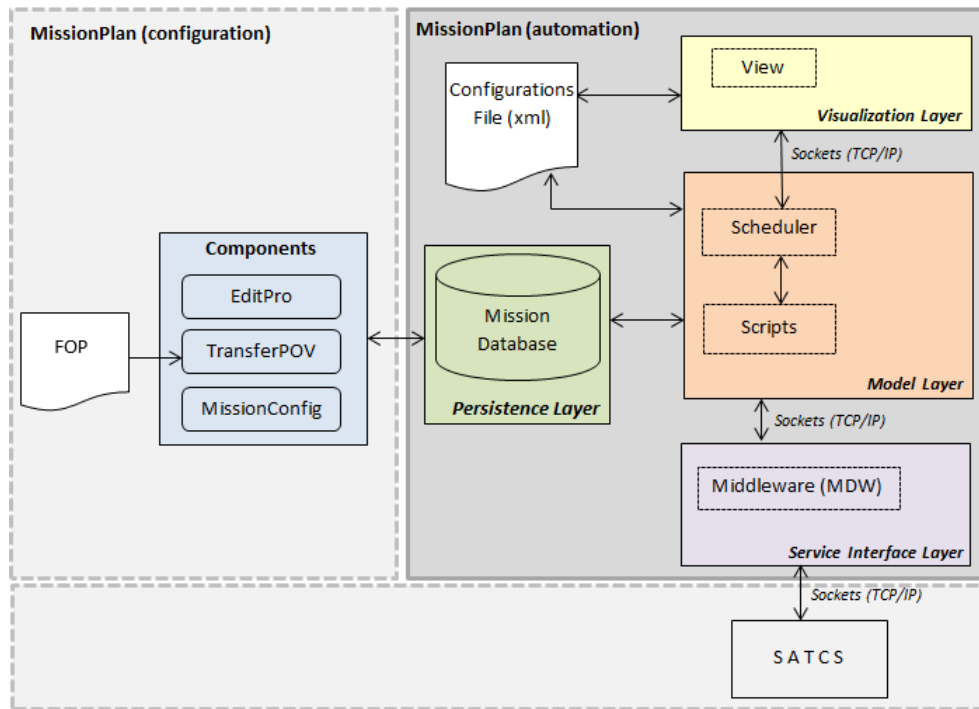 MissionPlan (configuration)
FOP
Components
EditPro
TransferPOV
MissionConfig
MissionPlan (automation)
Configurations
File (xml)
View
Visualization Layer
Sockets (TCP/IP)
Scheduler
Scripts
Model Layer
Mission
Database
Persistence Layer
Sockets (TCP/IP)
Middleware (MDW)
Service Interface Layer
Sockets (TCP/IP)
S A T C S